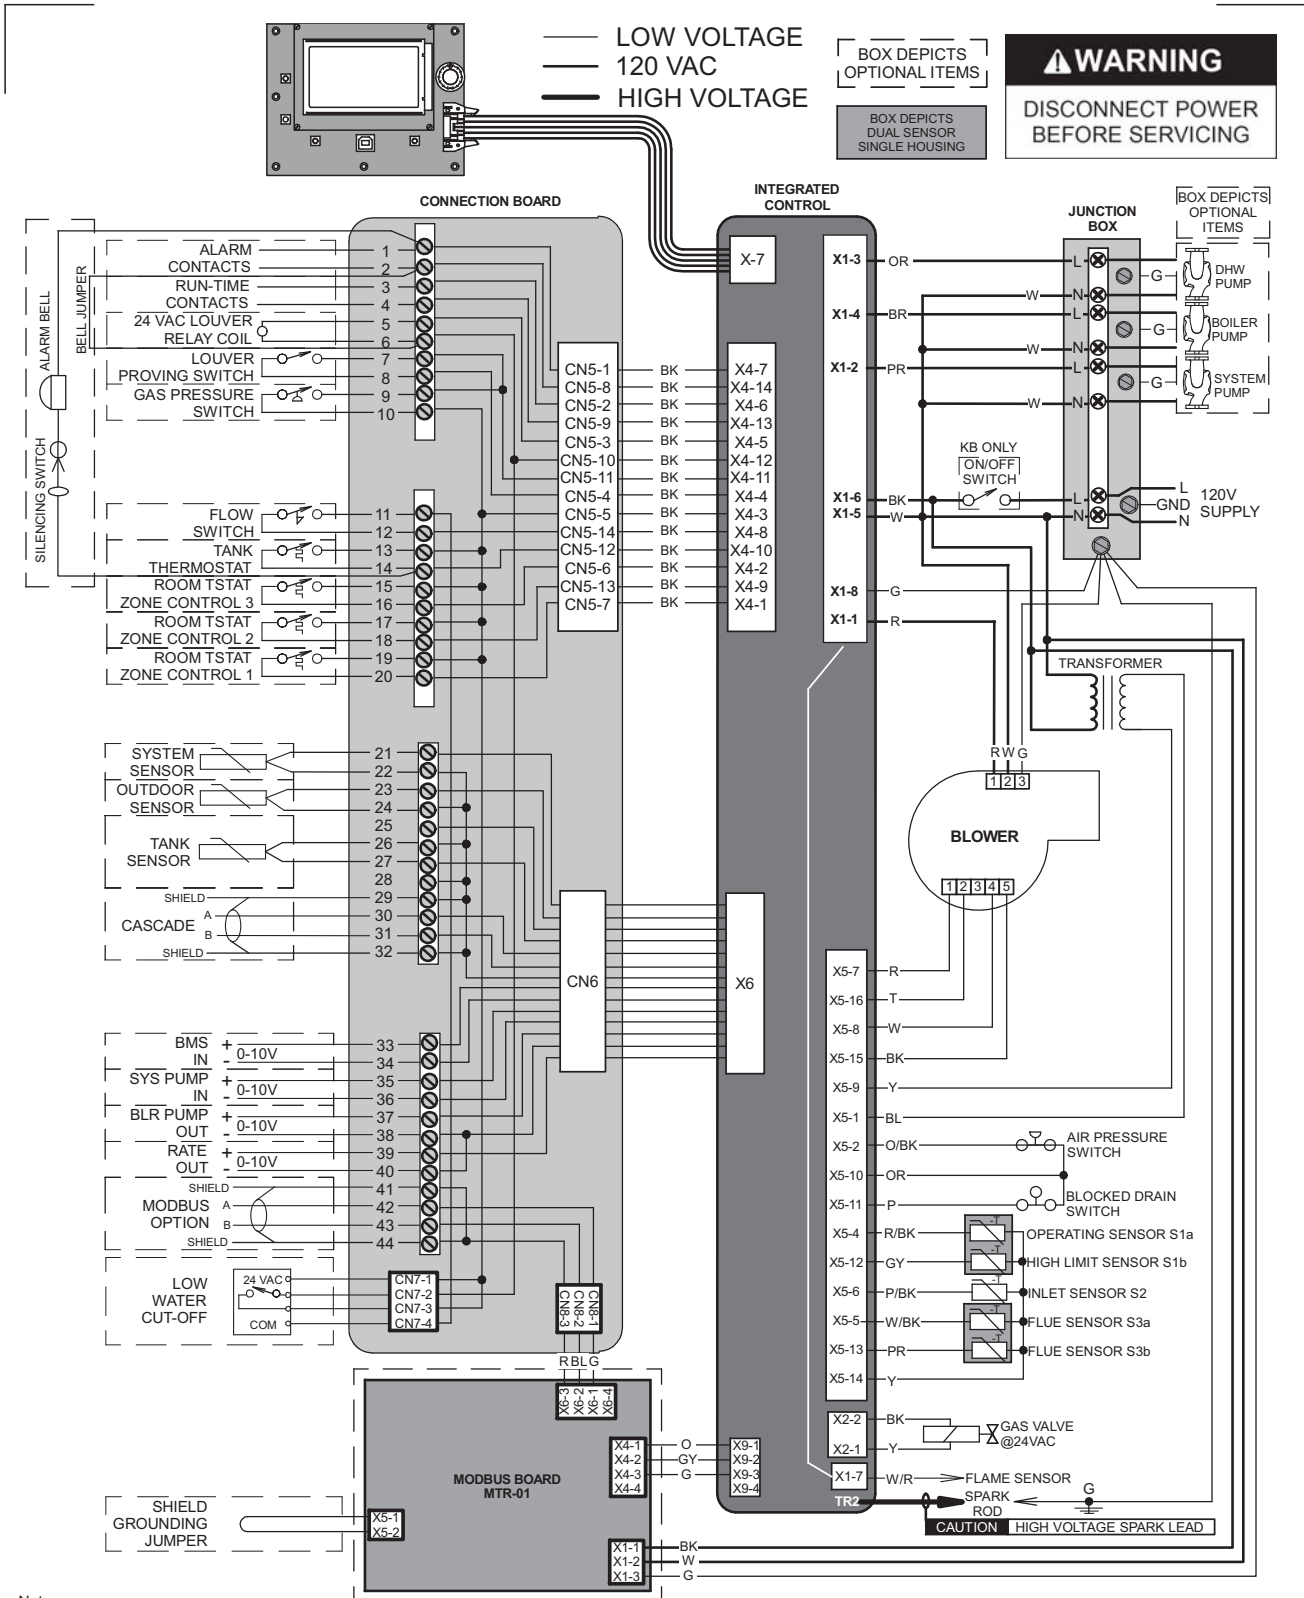 LOW VOLTAGE
120 VAC
HIGH VOLTAGE
BOX DEPICTS
OPTIONAL ITEMS
BOX DEPICTS
DUAL SENSOR
SINGLE HOUSING
WARNING
DISCONNECT POWER
BEFORE SERVICING
CONNECTION BOARD
INTEGRATED
CONTROL
JUNCTION
BOX
BOX DEPICTS
OPTIONAL
ITEMS
ALARM BELL
SILENCING SWITCH
BELL JUMPER
ALARM 1
CONTACTS 2
RUN-TIME 3
CONTACTS 4
24 VAC LOUVER 5
RELAY COIL 6
LOUVER 7
PROVING SWITCH 8
GAS PRESSURE 9
SWITCH 10
FLOW 11
SWITCH 12
TANK 13
THERMOSTAT 14
ROOM TSTAT 15
ZONE CONTROL 3 16
ROOM TSTAT 17
ZONE CONTROL 2 18
ROOM TSTAT 19
ZONE CONTROL 1 20
SYSTEM 21
SENSOR 22
OUTDOOR 23
SENSOR 24
25
TANK 26
SENSOR 27
28
SHIELD 29
A 30
CASCADE
B 31
SHIELD 32
BMS + 33
IN - 0-10V 34
SYS PUMP + 35
IN - 0-10V 36
BLR PUMP + 37
OUT - 0-10V 38
RATE + 39
OUT - 0-10V 40
SHIELD 41
MODBUS A 42
OPTION B 43
SHIELD 44
LOW
WATER
CUT-OFF
24 VAC
COM
CN7-1
CN7-2
CN7-3
CN7-4
CN8-3
CN8-2
CN8-1
R BL G
X6-3
X6-2
X6-1
X6-4
CN5-1 BK X4-7
CN5-8 BK X4-14
CN5-2 BK X4-6
CN5-9 BK X4-13
CN5-3 BK X4-5
CN5-10 BK X4-12
CN5-11 BK X4-11
CN5-4 BK X4-4
CN5-5 BK X4-3
CN5-14 BK X4-8
CN5-12 BK X4-10
CN5-6 BK X4-2
CN5-13 BK X4-9
CN5-7 BK X4-1
CN6
X6
X-7
X1-3 OR L
G
DHW
PUMP
W N
X1-4 BR L
G
BOILER
PUMP
W N
X1-2 PR L
G
SYSTEM
PUMP
W N
KB ONLY
ON/OFF
SWITCH
X1-6 BK L
X1-5 W N
L
GND
N
120V
SUPPLY
X1-8 G
X1-1 R
TRANSFORMER
R W G
1 2 3
BLOWER
1 2 3 4 5
X5-7 R
X5-16 T
X5-8 W
X5-15 BK
X5-9 Y
X5-1 BL
X5-2 O/BK
AIR PRESSURE
SWITCH
X5-10 OR
X5-11 P
BLOCKED DRAIN
SWITCH
X5-4 R/BK -T OPERATING SENSOR S1a
X5-12 GY -T HIGH LIMIT SENSOR S1b
X5-6 P/BK -T INLET SENSOR S2
X5-5 W/BK -T FLUE SENSOR S3a
X5-13 PR -T FLUE SENSOR S3b
X5-14 Y
X2-2 BK
GAS VALVE
@24VAC
X2-1 Y
X1-7 W/R FLAME SENSOR
TR2
SPARK
ROD
G
CAUTION HIGH VOLTAGE SPARK LEAD
MODBUS BOARD
MTR-01
X4-1 O X9-1
X4-2 GY X9-2
X4-3 G X9-3
X4-4 X9-4
SHIELD
GROUNDING
JUMPER
X5-1
X5-2
X1-1 BK
X1-2 W
X1-3 G